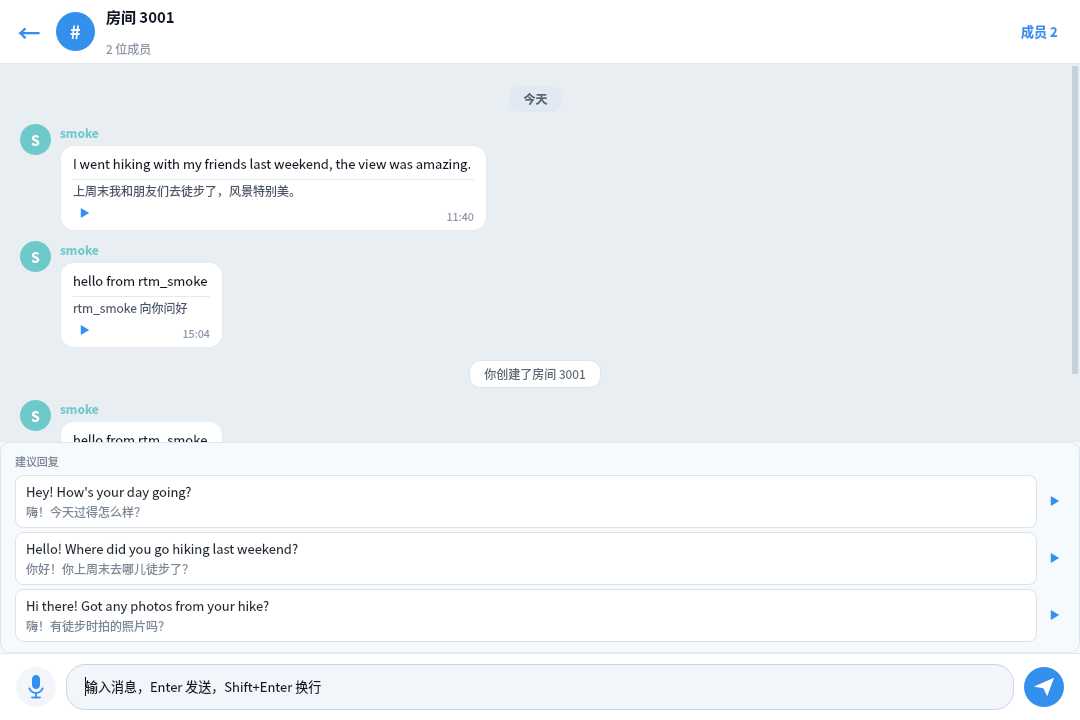 房间 3001
2 位成员
成员 2
今天
S
smoke
I went hiking with my friends last weekend, the view was amazing.
上周末我和朋友们去徒步了，风景特别美。
11:40
S
smoke
hello from rtm_smoke
rtm_smoke 向你问好
15:04
你创建了房间 3001
S
smoke
hello from rtm_smoke
建议回复
Hey! How's your day going?
嗨！今天过得怎么样？
Hello! Where did you go hiking last weekend?
你好！你上周末去哪儿徒步了？
Hi there! Got any photos from your hike?
嗨！有徒步时拍的照片吗？
输入消息，Enter 发送，Shift+Enter 换行